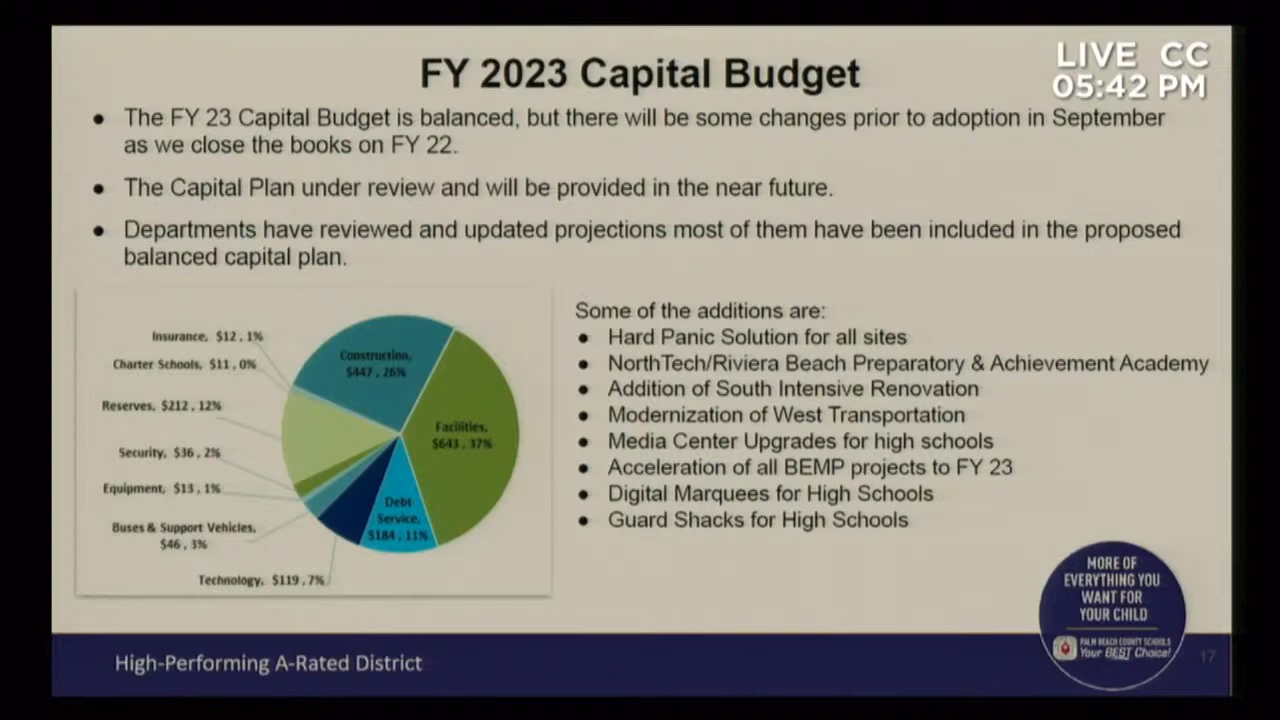 FY 2023 Capital Budget
LIVE CC
05:42 PM
● The FY 23 Capital Budget is balanced, but there will be some changes prior to adoption in September
as we close the books on FY 22.
● The Capital Plan under review and will be provided in the near future.
● Departments have reviewed and updated projections most of them have been included in the proposed
balanced capital plan.
Insurance, $12, 1%
Charter Schools, $11, 0%
Reserves, $212, 12%
Security, $36, 2%
Equipment, $13, 1%
Buses & Support Vehicles,
$46, 3%
Technology, $119, 7%
Construction,
$447, 26%
Facilities,
$643, 37%
Debt
Service,
$184, 11%
Some of the additions are:
● Hard Panic Solution for all sites
● NorthTech/Riviera Beach Preparatory & Achievement Academy
● Addition of South Intensive Renovation
● Modernization of West Transportation
● Media Center Upgrades for high schools
● Acceleration of all BEMP projects to FY 23
● Digital Marquees for High Schools
● Guard Shacks for High Schools
MORE OF
EVERYTHING YOU
WANT FOR
YOUR CHILD
PALM BEACH COUNTY SCHOOLS
Your BEST Choice!
High-Performing A-Rated District
17